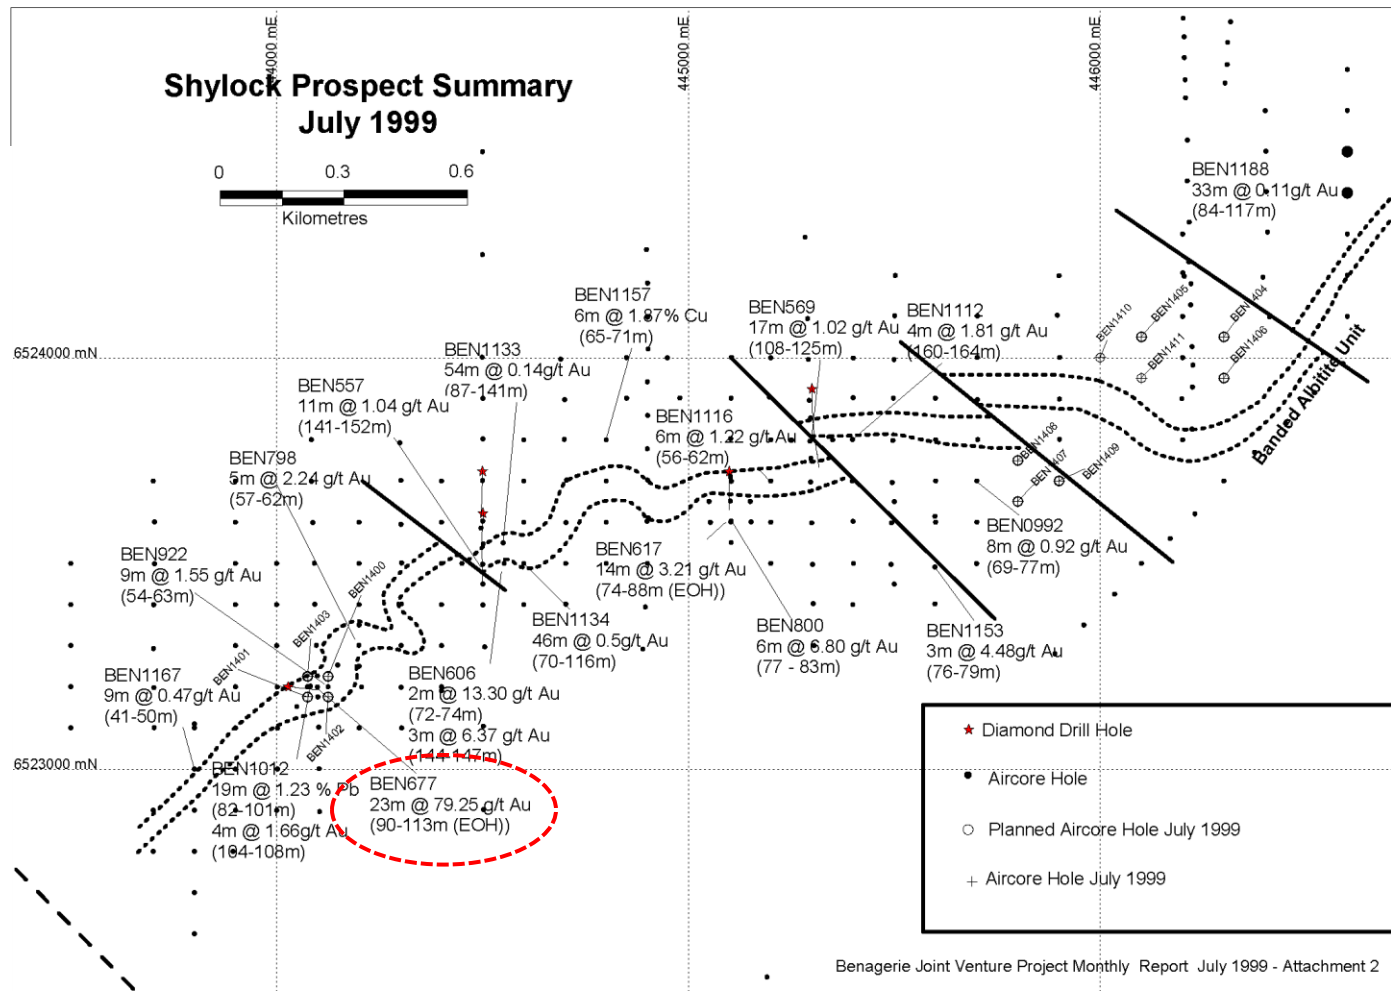 Shylock Prospect Summary
July 1999
0 0.3 0.6
Kilometres
444000 mE
445000 mE
446000 mE
6524000 mN
6523000 mN
BEN1188
33m @ 0.11g/t Au
(84-117m)
BEN1157
6m @ 1.87% Cu
(65-71m)
BEN569
17m @ 1.02 g/t Au
(108-125m)
BEN1112
4m @ 1.81 g/t Au
(160-164m)
BEN1410
BEN1405
BEN1404
BEN1411
BEN1406
BEN1133
54m @ 0.14g/t Au
(87-141m)
BEN557
11m @ 1.04 g/t Au
(141-152m)
BEN1116
6m @ 1.22 g/t Au
(56-62m)
Banded Albitite Unit
BEN798
5m @ 2.24 g/t Au
(57-62m)
BEN1408
BEN1407
BEN1409
BEN922
9m @ 1.55 g/t Au
(54-63m)
BEN1400
BEN1403
BEN1401
BEN1402
BEN617
14m @ 3.21 g/t Au
(74-88m (EOH))
BEN0992
8m @ 0.92 g/t Au
(69-77m)
BEN1134
46m @ 0.5g/t Au
(70-116m)
BEN800
6m @ 6.80 g/t Au
(77 - 83m)
BEN1153
3m @ 4.48g/t Au
(76-79m)
BEN1167
9m @ 0.47g/t Au
(41-50m)
BEN606
2m @ 13.30 g/t Au
(72-74m)
3m @ 6.37 g/t Au
(144-147m)
BEN1012
19m @ 1.23 % Pb
(82-101m)
4m @ 1.66g/t Au
(104-108m)
BEN677
23m @ 79.25 g/t Au
(90-113m (EOH))
Diamond Drill Hole
Aircore Hole
Planned Aircore Hole July 1999
Aircore Hole July 1999
Benagerie Joint Venture Project Monthly Report July 1999 - Attachment 2